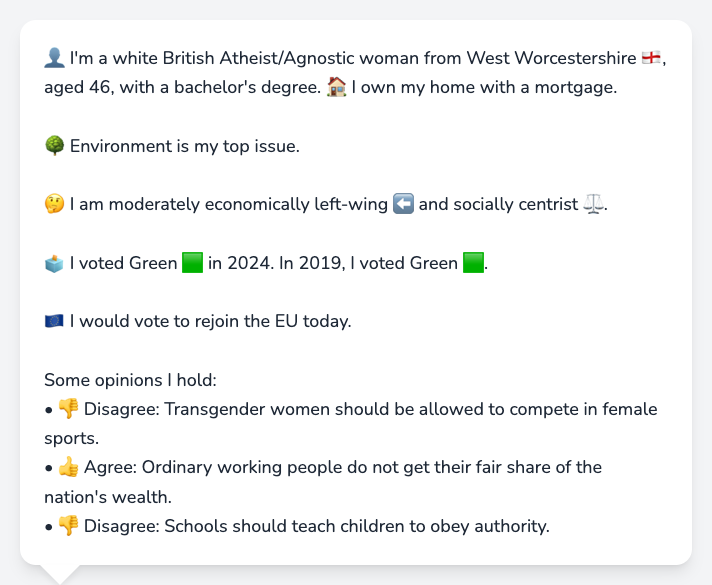 👤 I'm a white British Atheist/Agnostic woman from West Worcestershire 🏴󠁧󠁢󠁥󠁮󠁧󠁿,
aged 46, with a bachelor's degree. 🏠 I own my home with a mortgage.
🌳 Environment is my top issue.
🤔 I am moderately economically left-wing ⬅️ and socially centrist ⚖️.
🗳️ I voted Green 🟩 in 2024. In 2019, I voted Green 🟩.
🇪🇺 I would vote to rejoin the EU today.
Some opinions I hold:
• 👎 Disagree: Transgender women should be allowed to compete in female
sports.
• 👍 Agree: Ordinary working people do not get their fair share of the
nation's wealth.
• 👎 Disagree: Schools should teach children to obey authority.